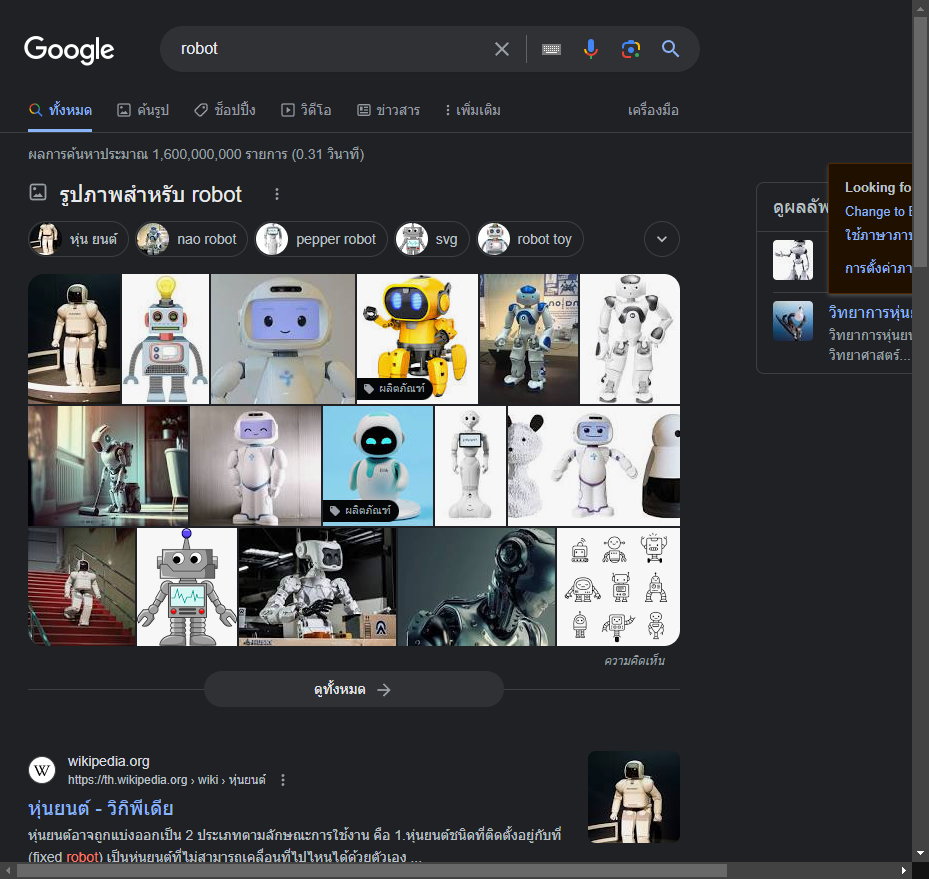 Google
robot
ทั้งหมด
ค้นรูป
ช็อปปิ้ง
วิดีโอ
ข่าวสาร
เพิ่มเติม
เครื่องมือ
ผลการค้นหาประมาณ 1,600,000,000 รายการ (0.31 วินาที)
รูปภาพสำหรับ robot
หุ่น ยนต์
nao robot
pepper robot
svg
robot toy
ผลิตภัณฑ์
ผลิตภัณฑ์
ความคิดเห็น
ดูทั้งหมด
wikipedia.org
https://th.wikipedia.org › wiki › หุ่นยนต์
หุ่นยนต์ - วิกิพีเดีย
หุ่นยนต์อาจถูกแบ่งออกเป็น 2 ประเภทตามลักษณะการใช้งาน คือ 1.หุ่นยนต์ชนิดที่ติดตั้งอยู่กับที่
(fixed robot) เป็นหุ่นยนต์ที่ไม่สามารถเคลื่อนที่ไปไหนได้ด้วยตัวเอง ...
ดูผลลัพ
Looking fo
Change to E
ใช้ภาษาภา
การตั้งค่าภา
วิทยาการหุ่น
วิทยาการหุ่นย
วิทยาศาสตร์...